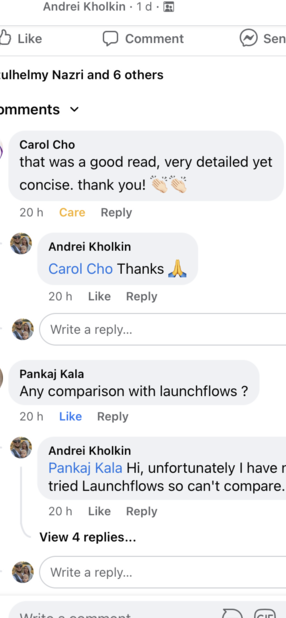 Andrei Kholkin · 1 d ·
Like Comment Sen
ulhelmy Nazri and 6 others
omments
Carol Cho
that was a good read, very detailed yet
concise. thank you! 👏🏻👏🏻
20 h Care Reply
Andrei Kholkin
Carol Cho Thanks 🙏
20 h Like Reply
Write a reply...
Pankaj Kala
Any comparison with launchflows ?
20 h Like Reply
Andrei Kholkin
Pankaj Kala Hi, unfortunately I have n
tried Launchflows so can't compare.
20 h Like Reply
View 4 replies...
Write a reply...
Write a comment
GIF